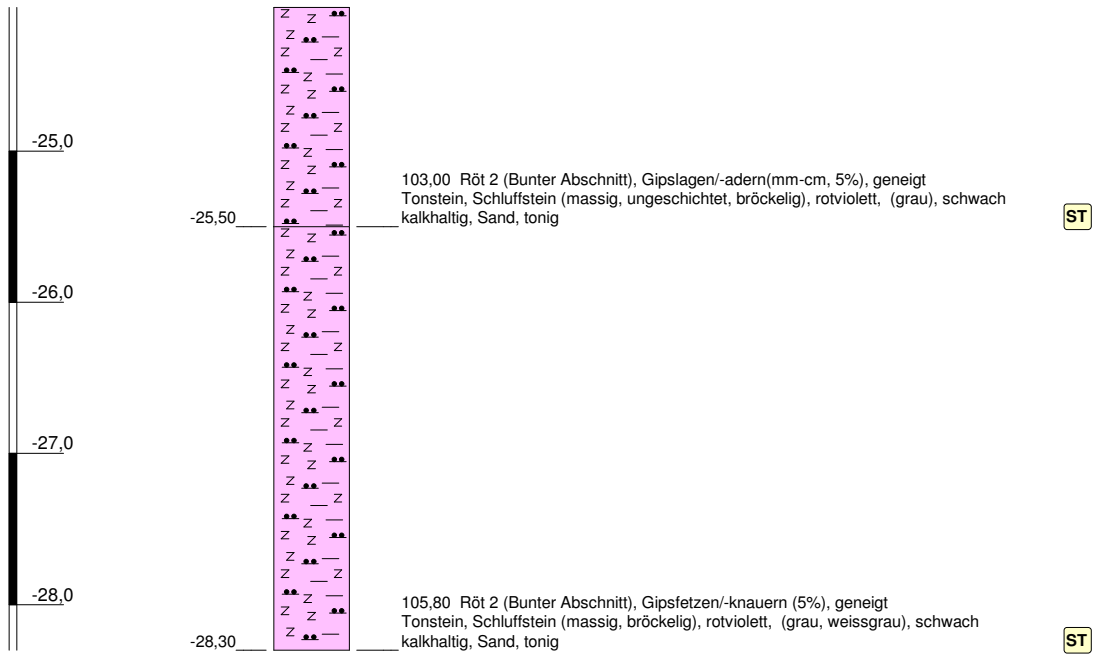 -25,0
103,00 Röt 2 (Bunter Abschnitt), Gipslagen/-adern(mm-cm, 5%), geneigt
Tonstein, Schluffstein (massig, ungeschichtet, bröckelig), rotviolett, (grau), schwach
kalkhaltig, Sand, tonig
-25,50
ST
-26,0
-27,0
-28,0
105,80 Röt 2 (Bunter Abschnitt), Gipsfetzen/-knauern (5%), geneigt
Tonstein, Schluffstein (massig, bröckelig), rotviolett, (grau, weissgrau), schwach
kalkhaltig, Sand, tonig
-28,30
ST